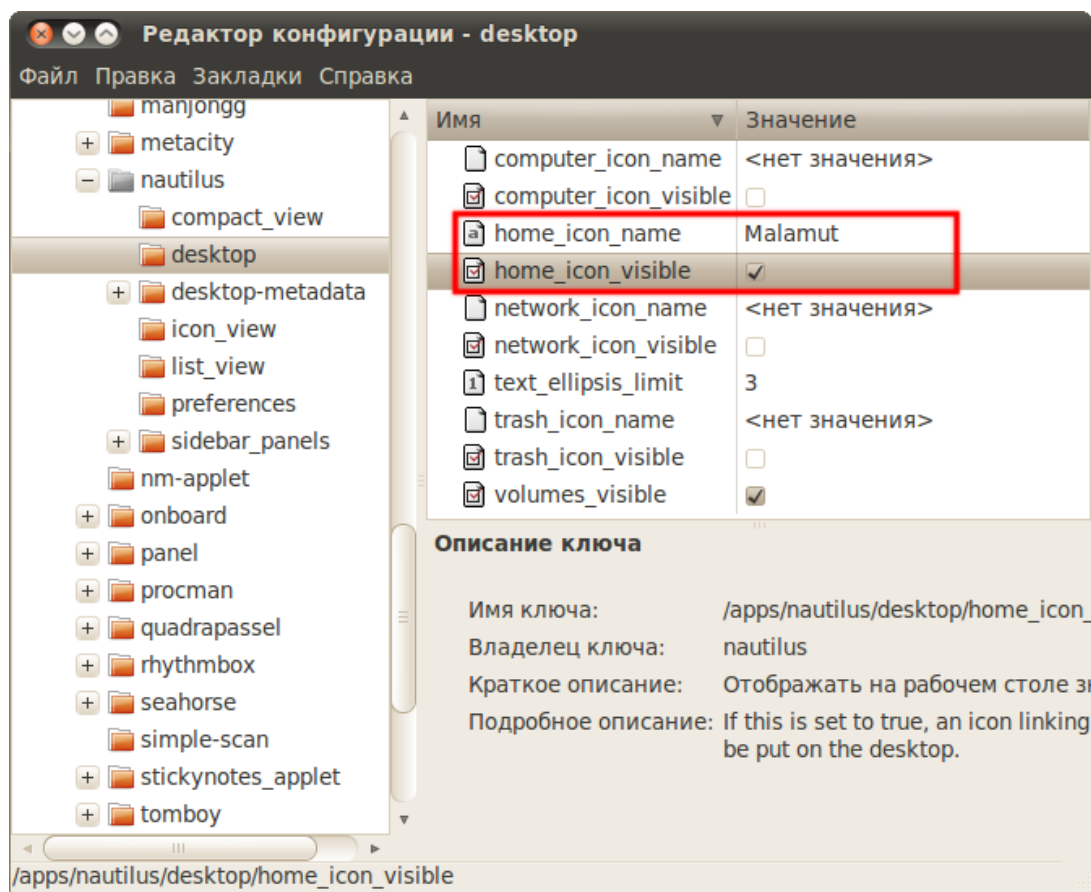 Редактор конфигурации - desktop
Файл Правка Закладки Справка
manjongg
metacity
nautilus
compact_view
desktop
desktop-metadata
icon_view
list_view
preferences
sidebar_panels
nm-applet
onboard
panel
procman
quadrapassel
rhythmbox
seahorse
simple-scan
stickynotes_applet
tomboy
Имя Значение
computer_icon_name <нет значения>
computer_icon_visible
home_icon_name Malamut
home_icon_visible
network_icon_name <нет значения>
network_icon_visible
text_ellipsis_limit 3
trash_icon_name <нет значения>
trash_icon_visible
volumes_visible
Описание ключа
Имя ключа: /apps/nautilus/desktop/home_icon_
Владелец ключа: nautilus
Краткое описание: Отображать на рабочем столе
Подробное описание: If this is set to true, an icon linking
be put on the desktop.
/apps/nautilus/desktop/home_icon_visible